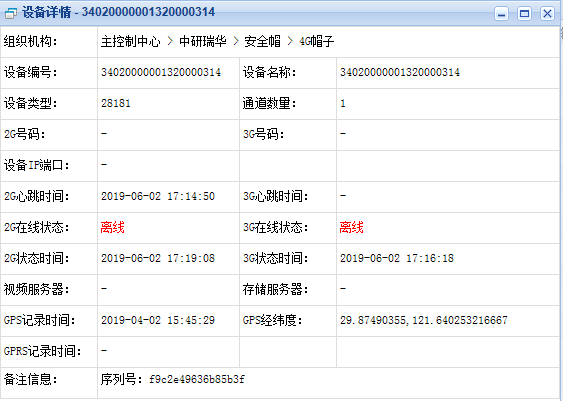 设备详情 - 34020000001320000314
组织机构： 主控制中心 > 中研瑞华 > 安全帽 > 4G帽子
设备编号： 34020000001320000314 设备名称： 34020000001320000314
设备类型： 28181 通道数量： 1
2G号码： - 3G号码： -
设备IP端口： -
2G心跳时间： 2019-06-02 17:14:50 3G心跳时间： -
2G在线状态： 离线 3G在线状态： 离线
2G状态时间： 2019-06-02 17:19:08 3G状态时间： 2019-06-02 17:16:18
视频服务器： - 存储服务器： -
GPS记录时间： 2019-04-02 15:45:29 GPS经纬度： 29.87490355,121.640253216667
GPRS记录时间： -
备注信息： 序列号：f9c2e49636b85b3f